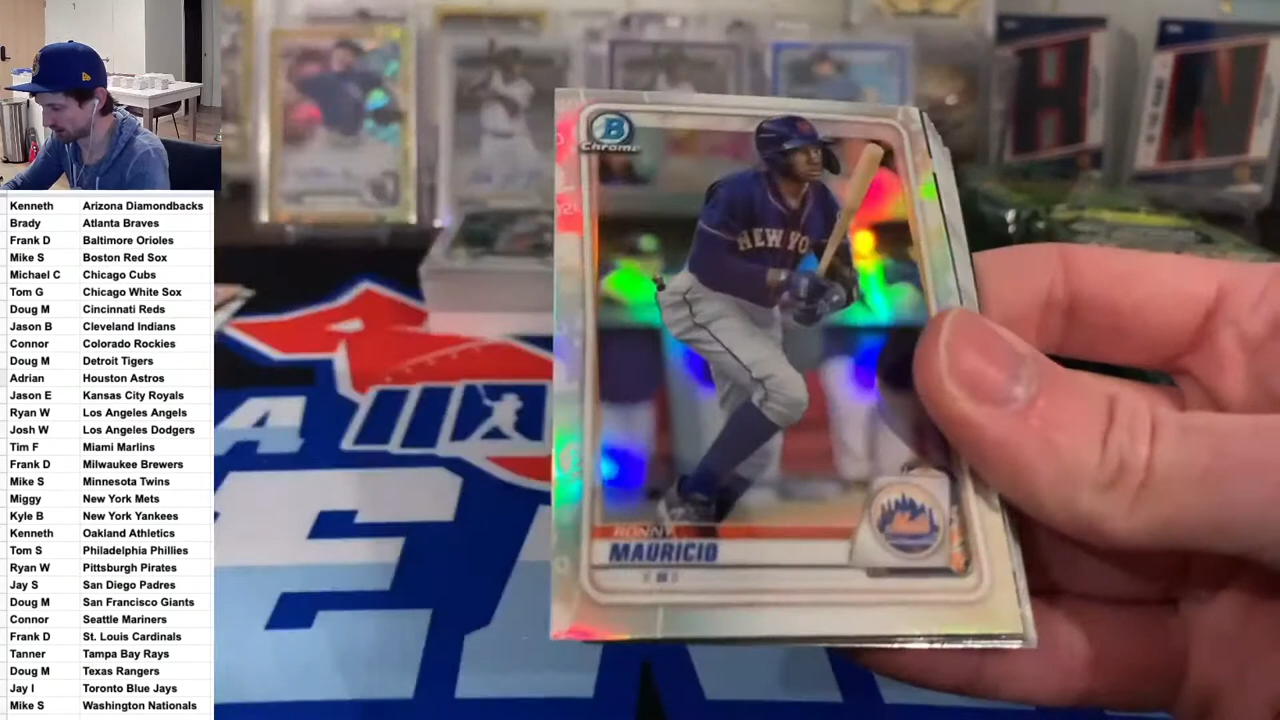 Kenneth Arizona Diamondbacks
Brady Atlanta Braves
Frank D Baltimore Orioles
Mike S Boston Red Sox
Michael C Chicago Cubs
Tom G Chicago White Sox
Doug M Cincinnati Reds
Jason B Cleveland Indians
Connor Colorado Rockies
Doug M Detroit Tigers
Adrian Houston Astros
Jason E Kansas City Royals
Ryan W Los Angeles Angels
Josh W Los Angeles Dodgers
Tim F Miami Marlins
Frank D Milwaukee Brewers
Mike S Minnesota Twins
Miggy New York Mets
Kyle B New York Yankees
Kenneth Oakland Athletics
Tom S Philadelphia Phillies
Ryan W Pittsburgh Pirates
Jay S San Diego Padres
Doug M San Francisco Giants
Connor Seattle Mariners
Frank D St. Louis Cardinals
Tanner Tampa Bay Rays
Doug M Texas Rangers
Jay I Toronto Blue Jays
Mike S Washington Nationals
B
Chrome
NEW YO
RONNY
MAURICIO
Mets
H
N
A